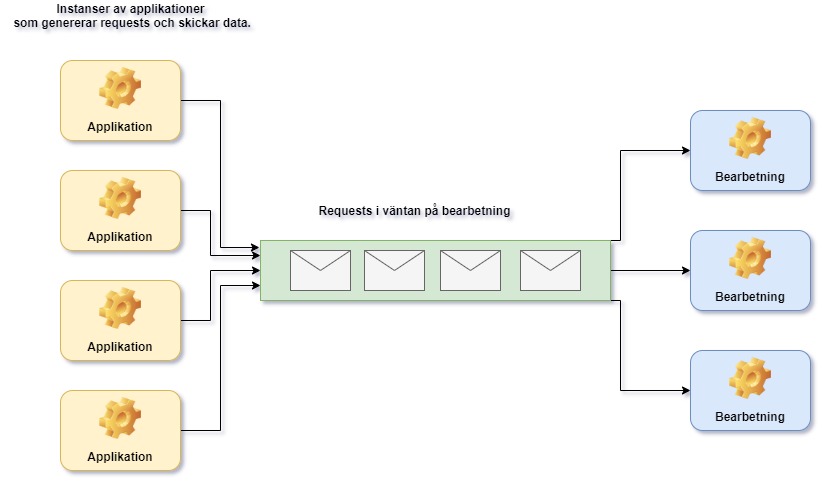 Instanser av applikationer
som genererar requests och skickar data.
Applikation
Applikation
Applikation
Applikation
Requests i väntan på bearbetning
Bearbetning
Bearbetning
Bearbetning